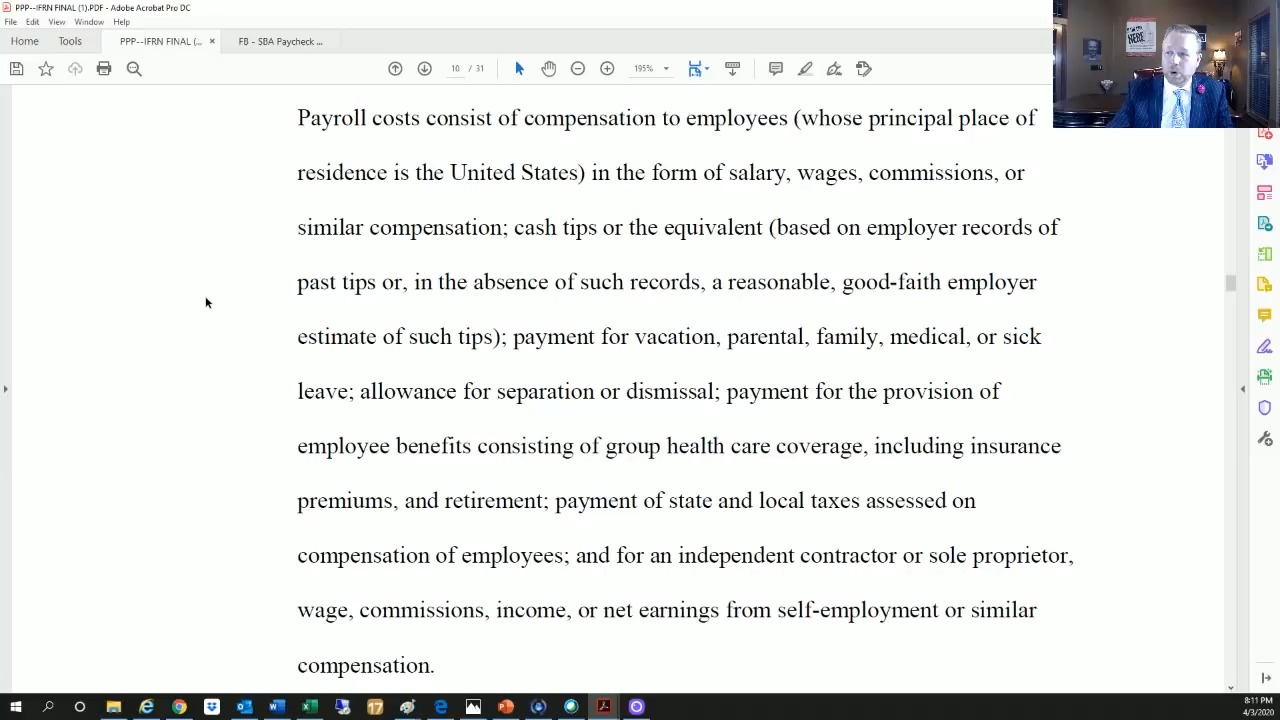 PPP--IFRN FINAL (1).PDF - Adobe Acrobat Pro DC
File Edit View Window Help
Home Tools PPP--IFRN FINAL (... × FB - SBA Paycheck ...
10 / 31 195%
HERE
Payroll costs consist of compensation to employees (whose principal place of
residence is the United States) in the form of salary, wages, commissions, or
similar compensation; cash tips or the equivalent (based on employer records of
past tips or, in the absence of such records, a reasonable, good-faith employer
estimate of such tips); payment for vacation, parental, family, medical, or sick
leave; allowance for separation or dismissal; payment for the provision of
employee benefits consisting of group health care coverage, including insurance
premiums, and retirement; payment of state and local taxes assessed on
compensation of employees; and for an independent contractor or sole proprietor,
wage, commissions, income, or net earnings from self-employment or similar
compensation.
17
8:11 PM
4/3/2020